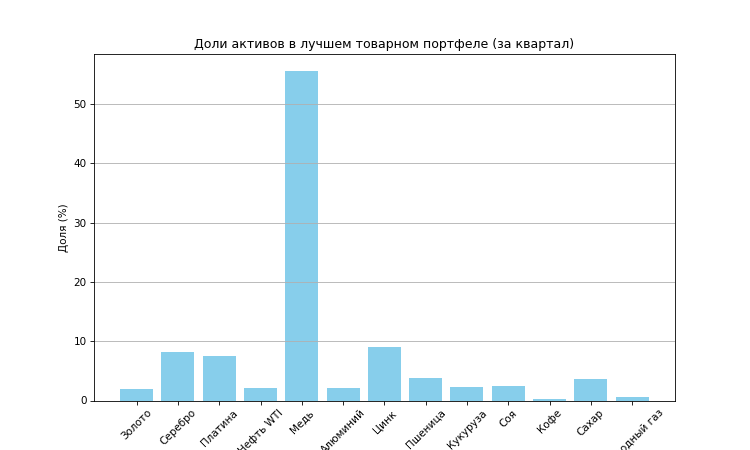 Доли активов в лучшем товарном портфеле (за квартал)
Доля (%)
50
40
30
20
10
0
Золото
Серебро
Платина
Нефть WTI
Медь
Алюминий
Цинк
Пшеница
Кукуруза
Соя
Кофе
Сахар
газ